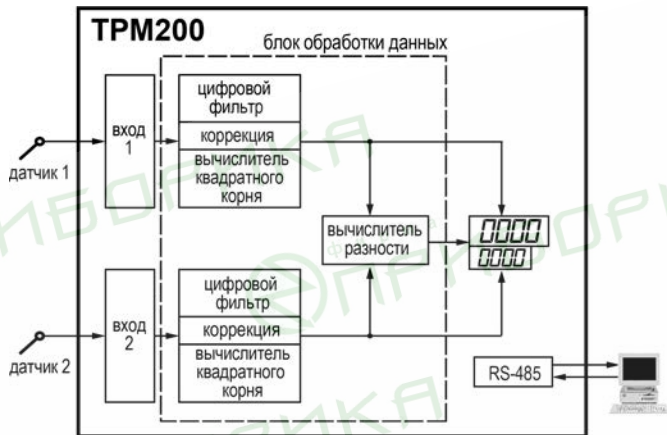 ТРМ200
блок обработки данных
цифровой
фильтр
коррекция
вычислитель
квадратного
корня
вход
1
датчик 1
вычислитель
разности
0000
0000
цифровой
фильтр
коррекция
вычислитель
квадратного
корня
вход
2
датчик 2
RS-485
ПРИБОРИКА